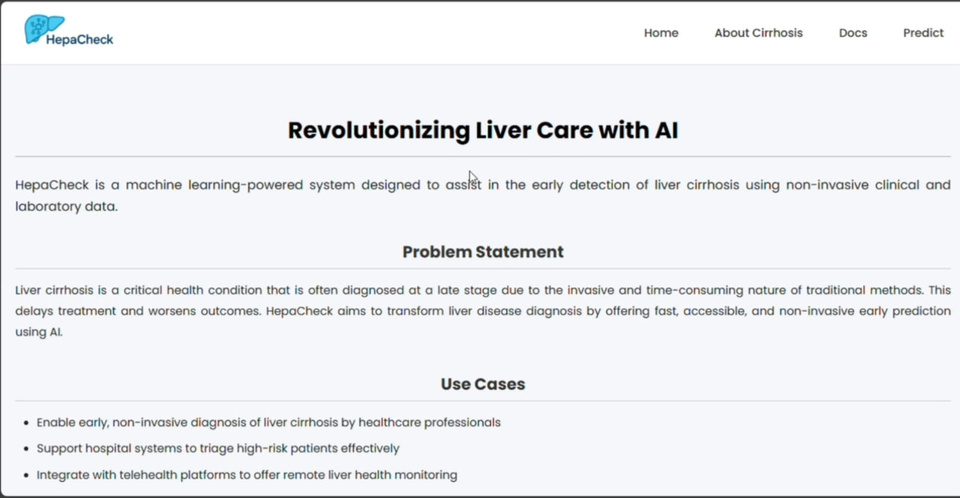 HepaCheck
Home
About Cirrhosis
Docs
Predict
Revolutionizing Liver Care with AI
HepaCheck is a machine learning-powered system designed to assist in the early detection of liver cirrhosis using non-invasive clinical and
laboratory data.
Problem Statement
Liver cirrhosis is a critical health condition that is often diagnosed at a late stage due to the invasive and time-consuming nature of traditional methods. This
delays treatment and worsens outcomes. HepaCheck aims to transform liver disease diagnosis by offering fast, accessible, and non-invasive early prediction
using AI.
Use Cases
• Enable early, non-invasive diagnosis of liver cirrhosis by healthcare professionals
• Support hospital systems to triage high-risk patients effectively
• Integrate with telehealth platforms to offer remote liver health monitoring